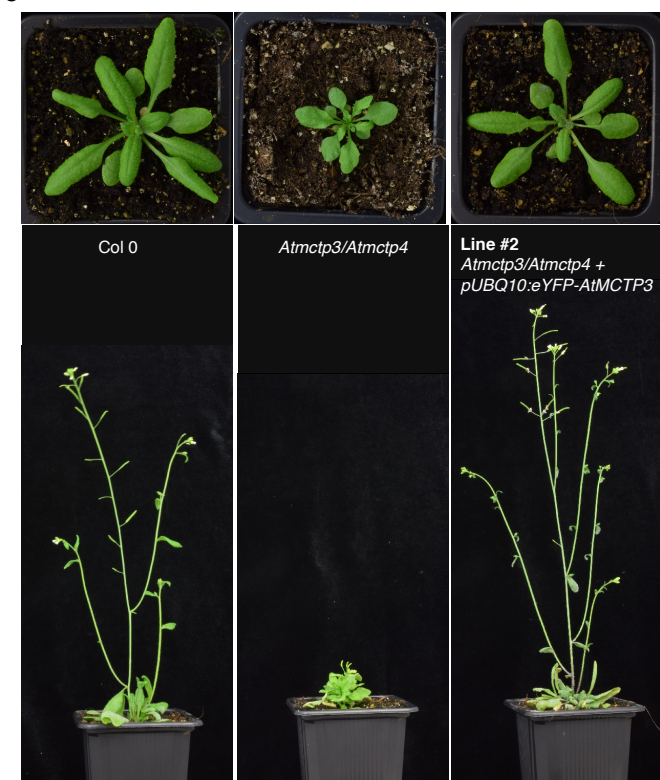 Col 0
Atmctp3/Atmctp4
Line #2
Atmctp3/Atmctp4 +
pUBQ10:eYFP-AtMCTP3